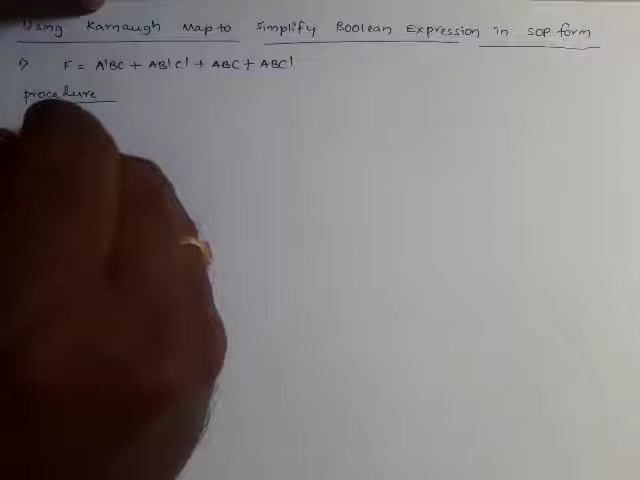 Using Karnaugh Map to Simplify Boolean Expression in SOP form
1) F = A'BC + AB'C' + ABC + ABC'
procedure